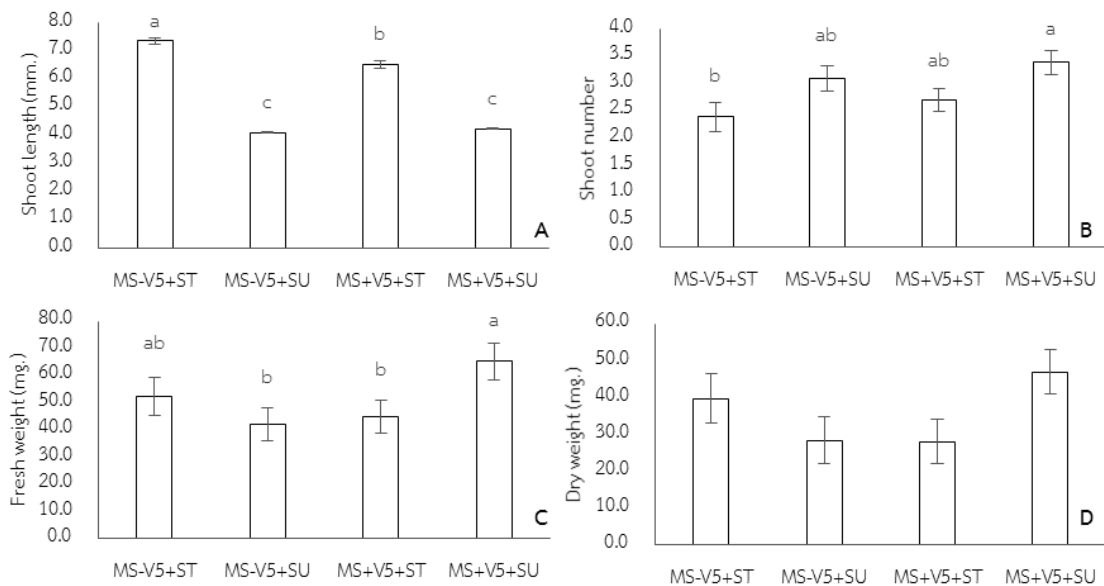 Shoot length (mm.)
8.0
7.0
6.0
5.0
4.0
3.0
2.0
1.0
0.0
a
c
b
c
A
MS-V5+ST MS-V5+SU MS+V5+ST MS+V5+SU
Shoot number
4.0
3.5
3.0
2.5
2.0
1.5
1.0
0.5
0.0
b
ab
ab
a
B
MS-V5+ST MS-V5+SU MS+V5+ST MS+V5+SU
Fresh weight (mg.)
80.0
70.0
60.0
50.0
40.0
30.0
20.0
10.0
0.0
ab
b
b
a
C
MS-V5+ST MS-V5+SU MS+V5+ST MS+V5+SU
Dry weight (mg.)
60.0
50.0
40.0
30.0
20.0
10.0
0.0
D
MS-V5+ST MS-V5+SU MS+V5+ST MS+V5+SU